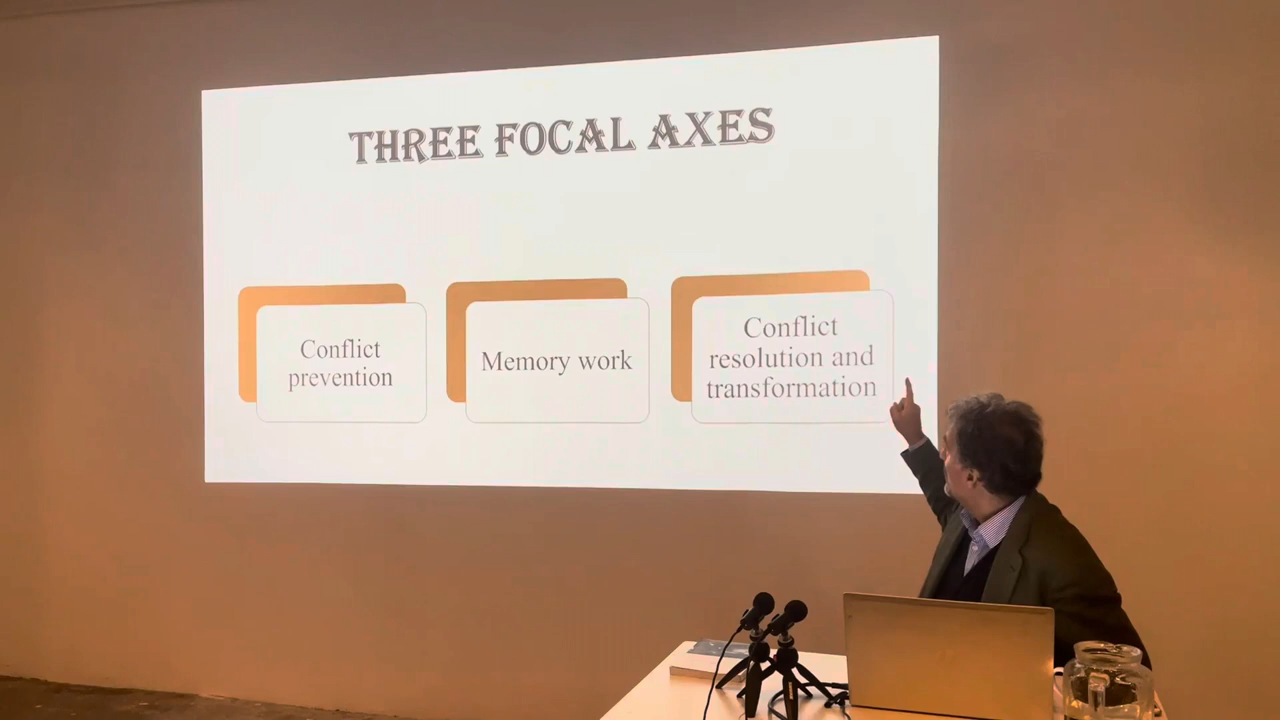 THREE FOCAL AXES
Conflict
prevention
Memory work
Conflict
resolution and
transformation